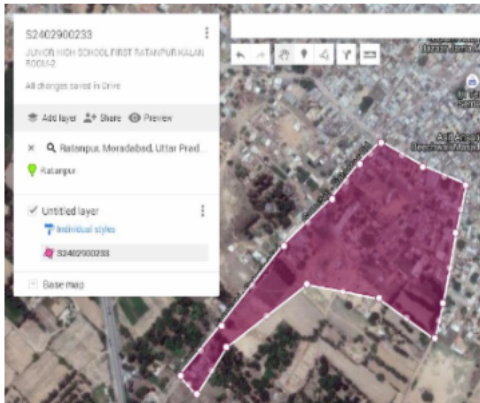 S2402900233
JUNIOR HIGH SCHOOL FIRST RATANPUR KALAN
ROOM-2
All changes saved in Drive
Add layer Share Preview
Ratanpur, Moradabad, Uttar Prad...
Ratanpur
Untitled layer
Individual styles
S2402900233
Base map